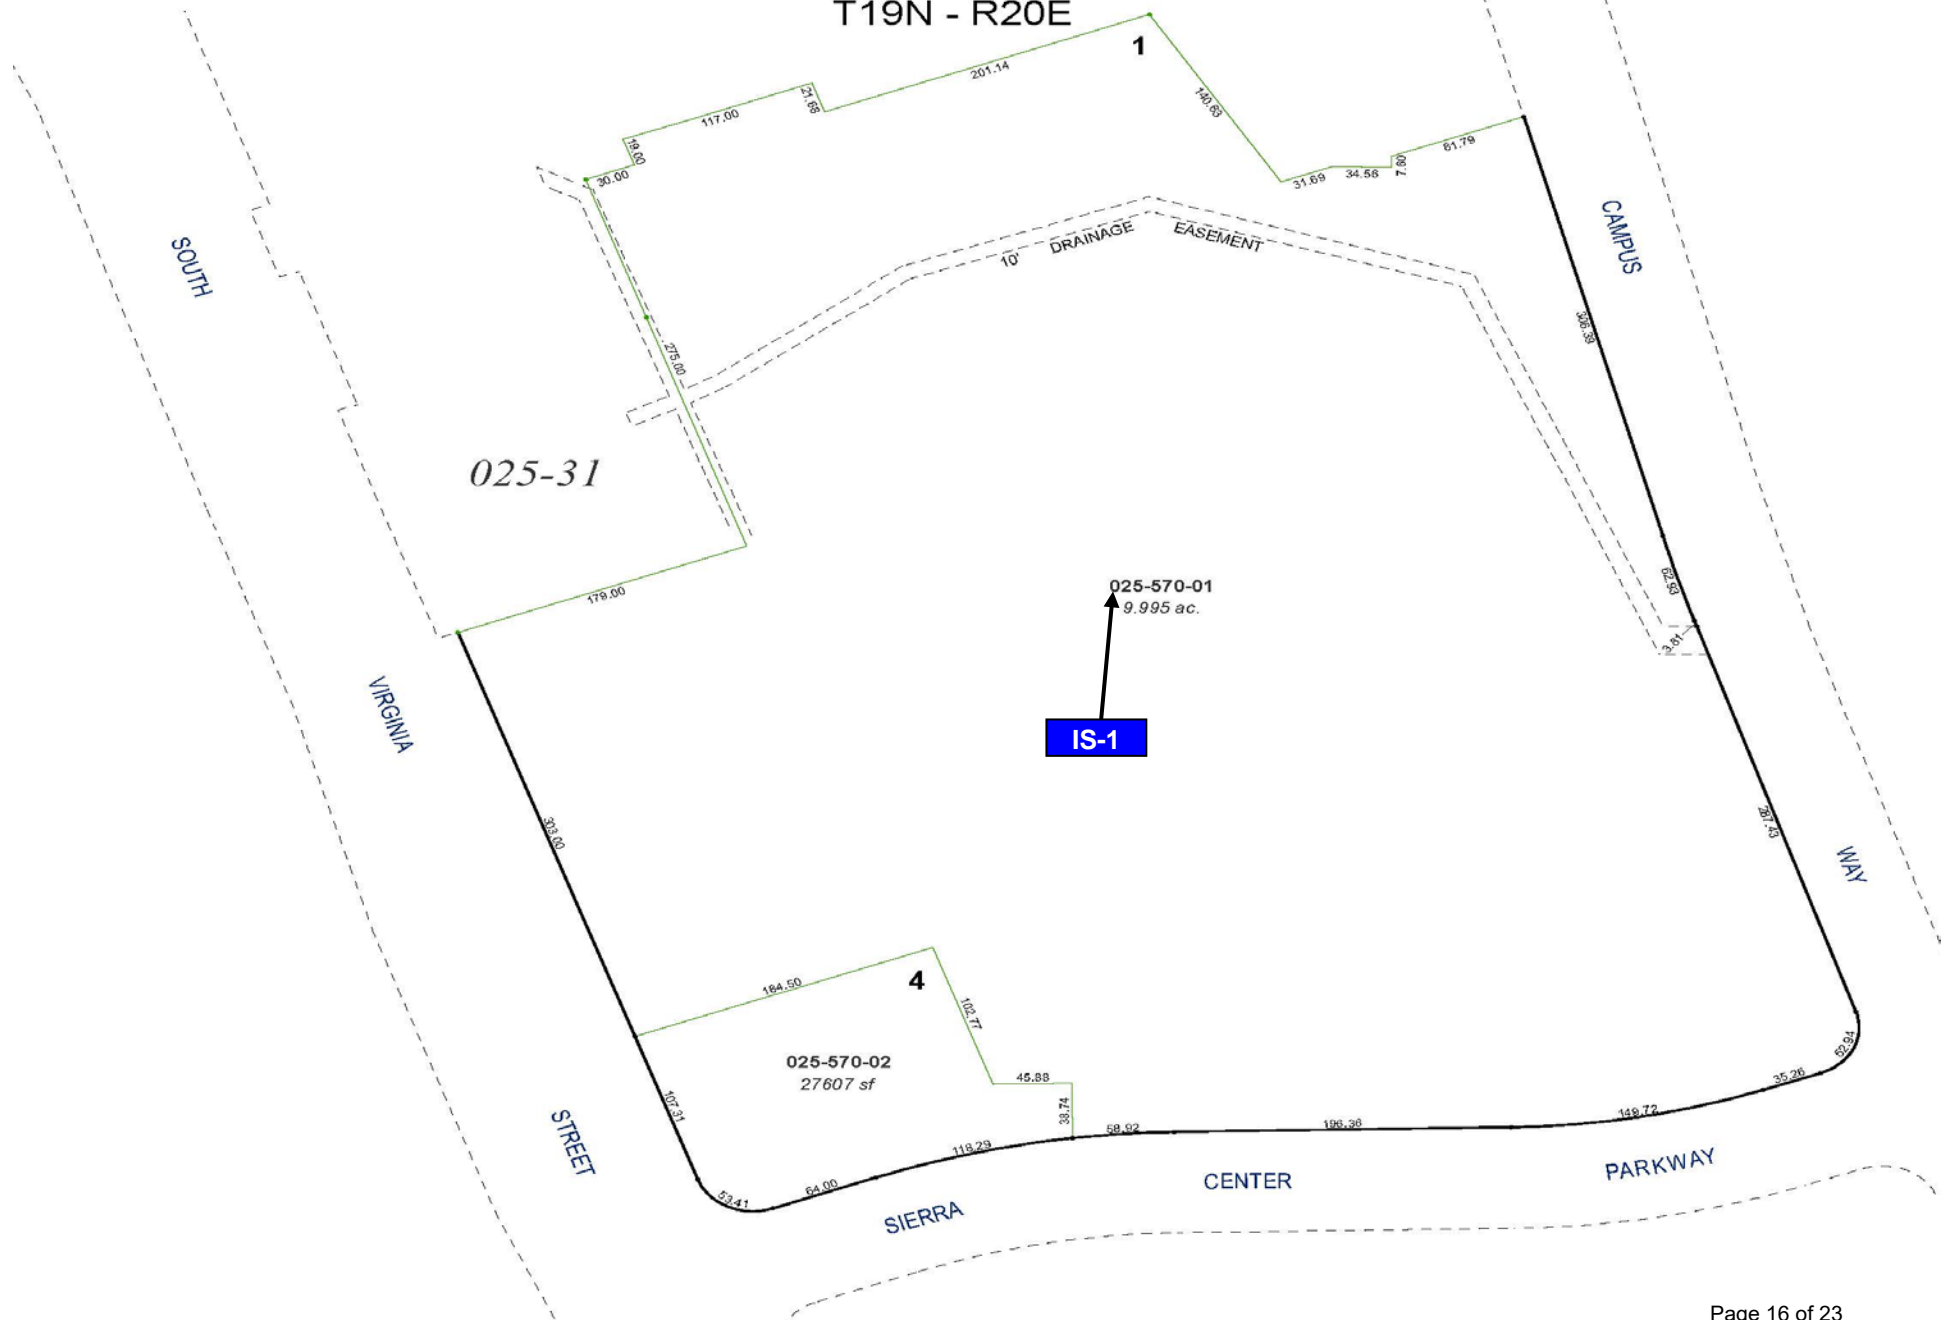 T19N - R20E
1
201.14
21.68
117.00
19.00
30.00
140.63
31.69
34.58
7.60
81.79
CAMPUS
SOUTH
10' DRAINAGE EASEMENT
306.39
275.00
025-31
62.93
3.81
179.00
025-570-01
9.995 ac.
VIRGINIA
IS-1
303.00
287.43
WAY
184.50
4
102.77
025-570-02
27607 sf
45.88
38.74
107.31
52.94
35.26
149.72
196.36
58.92
118.29
64.00
53.41
STREET
SIERRA
CENTER
PARKWAY
Page 16 of 23